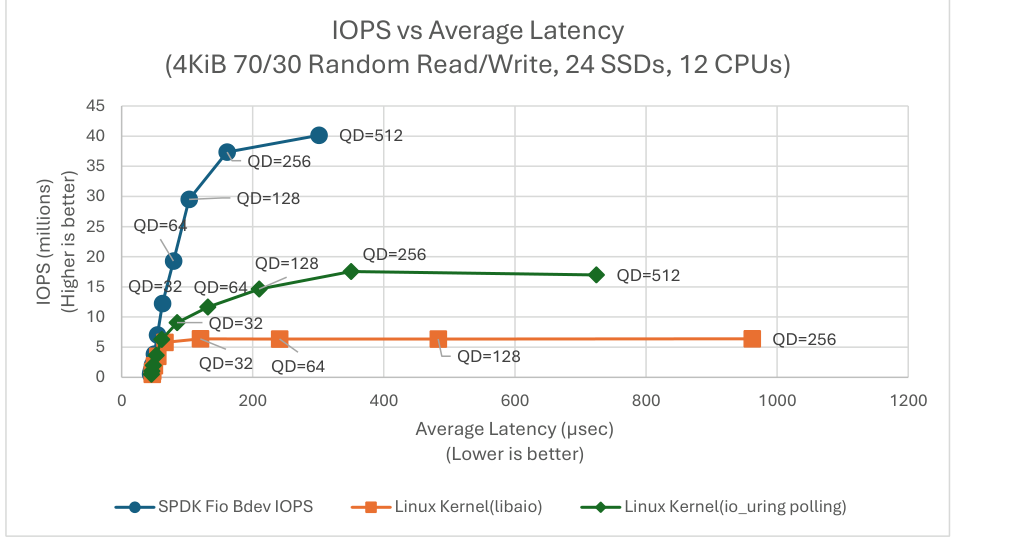 IOPS vs Average Latency
(4KiB 70/30 Random Read/Write, 24 SSDs, 12 CPUs)
IOPS (millions)
(Higher is better)
45
40
35
30
25
20
15
10
5
0
QD=512
QD=256
QD=128
QD=64
QD=32
QD=256
QD=128
QD=64
QD=512
QD=32
QD=32
QD=64
QD=128
QD=256
0
200
400
600
800
1000
1200
Average Latency (µsec)
(Lower is better)
SPDK Fio Bdev IOPS
Linux Kernel(libaio)
Linux Kernel(io_uring polling)